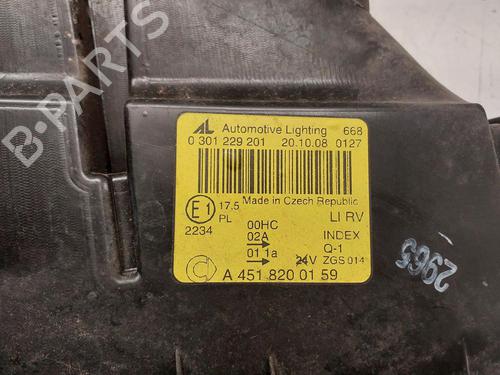 B-PARTS
AL Automotive Lighting 668
0 301 229 201 20.10.08 0127
Made in Czech Republic
E1 17,5 LI RV
PL 00HC
2234 02A INDEX
01 1a Q-1
24V ZGS 014
A 451 820 01 59
2965